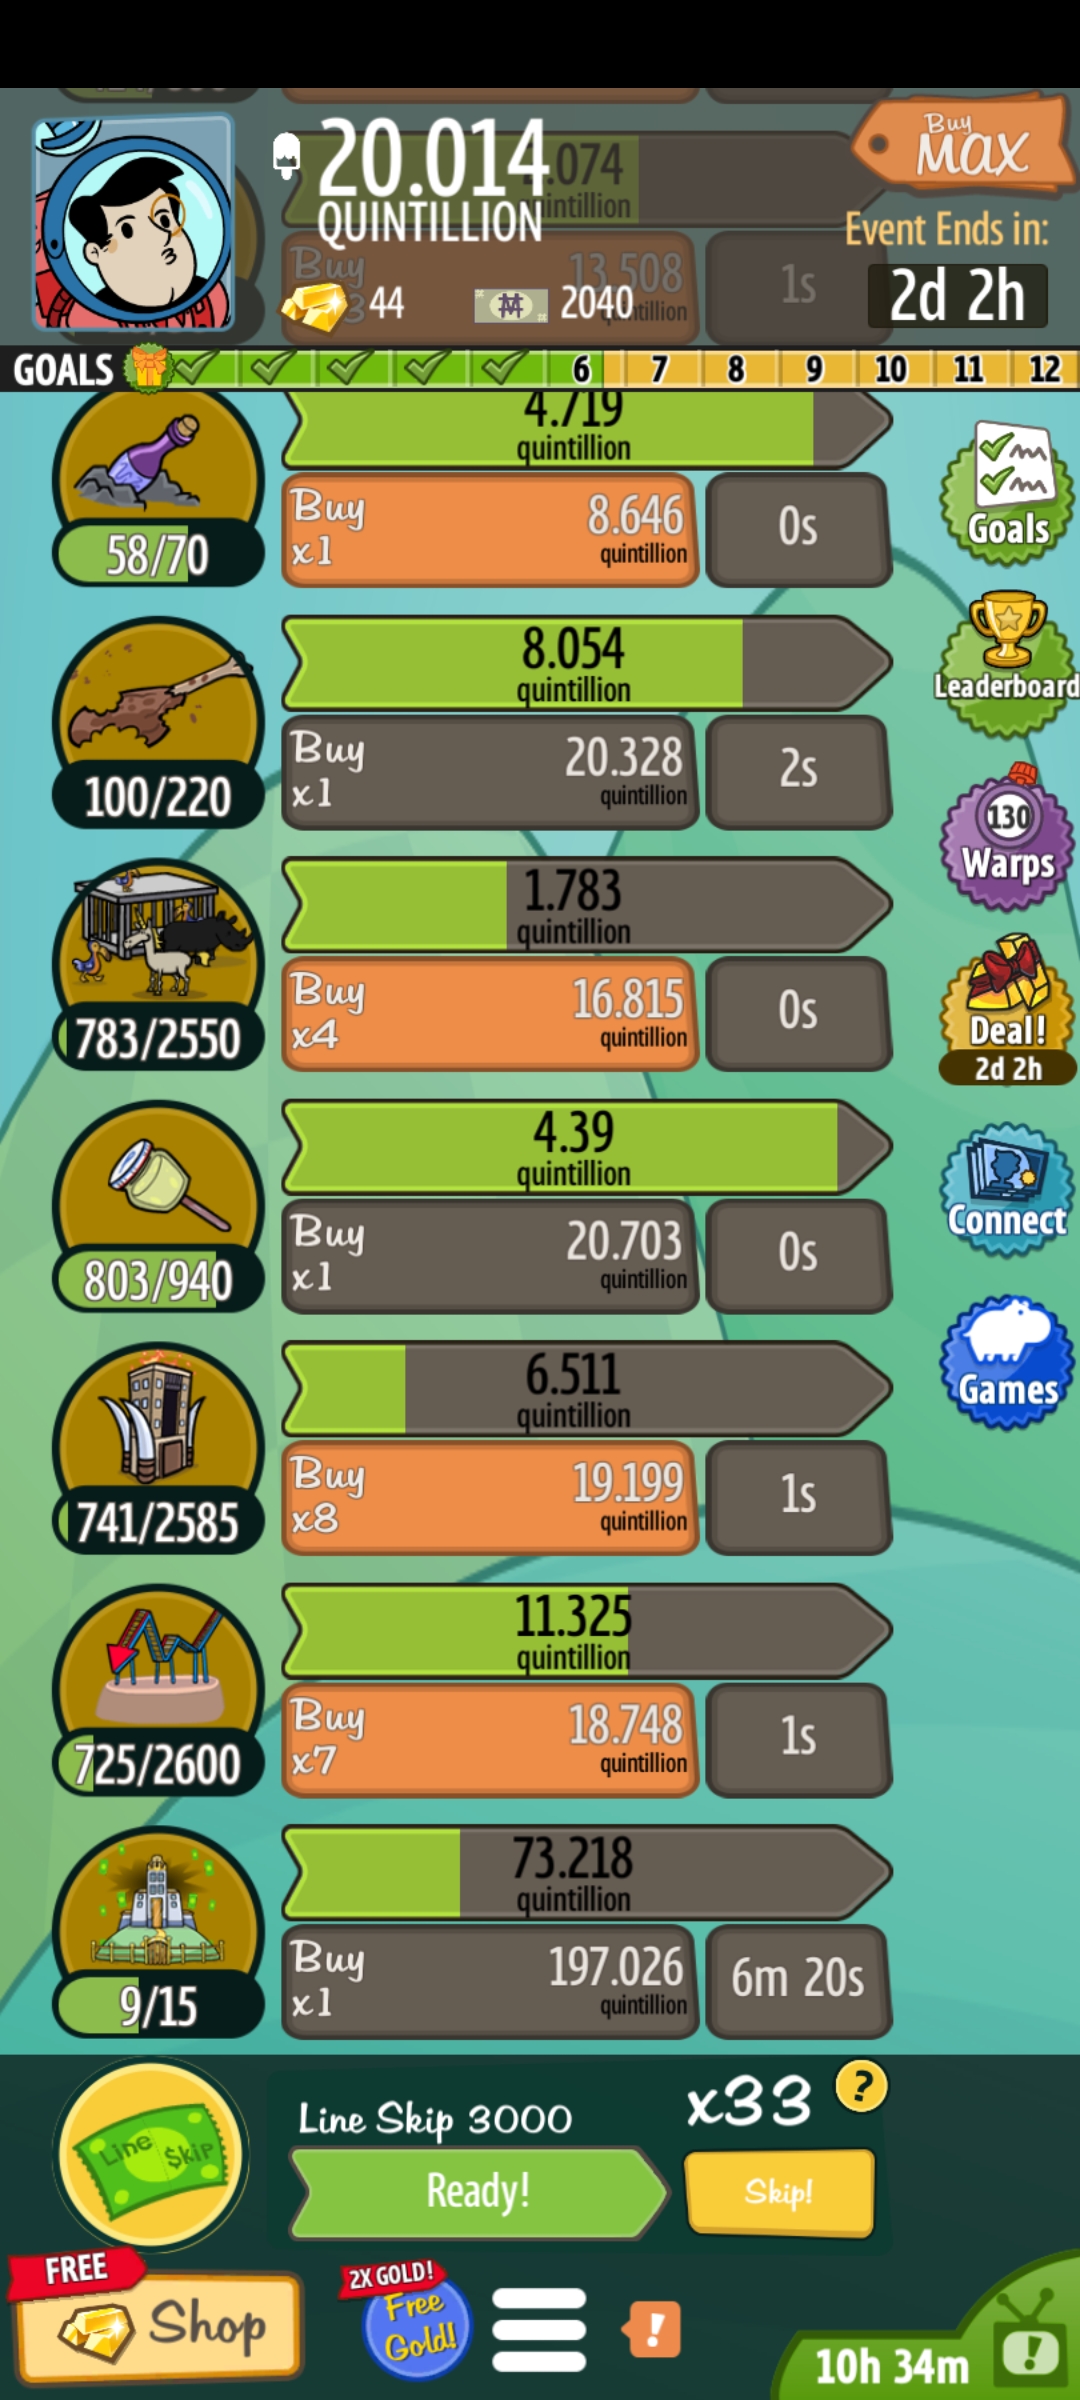 20.014
QUINTILLION
.074
quintillion
Buy
MAX
Event Ends in:
2d 2h
Buy
13.508
quintillion
1s
44
2040
GOALS
6
7
8
9
10
11
12
4.719
quintillion
58/70
Buy
x1
8.646
quintillion
0s
Goals
8.054
quintillion
100/220
Buy
x1
20.328
quintillion
2s
Leaderboard
1.783
quintillion
783/2550
Buy
x4
16.815
quintillion
0s
130
Warps
Deal!
2d 2h
4.39
quintillion
803/940
Buy
x1
20.703
quintillion
0s
Connect
6.511
quintillion
741/2585
Buy
x8
19.199
quintillion
1s
Games
11.325
quintillion
725/2600
Buy
x7
18.748
quintillion
1s
73.218
quintillion
9/15
Buy
x1
197.026
quintillion
6m 20s
Line $kip
Line Skip 3000
x33
?
Ready!
Skip!
FREE
Shop
2X GOLD!
Free
Gold!
!
10h 34m
!